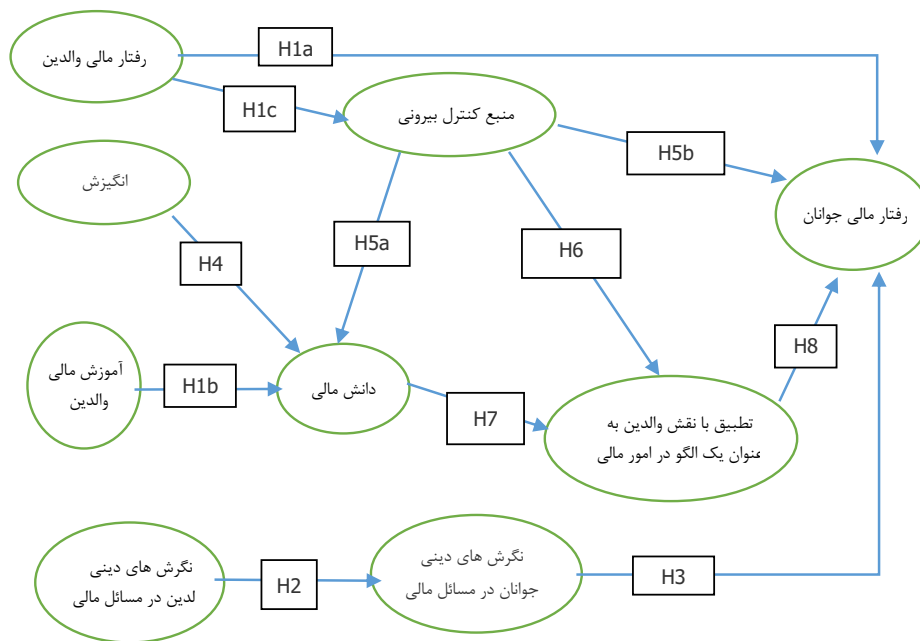 H1a
رفتار مالی والدین
H1c
منبع کنترل بیرونی
H5b
انگیزش
رفتار مالی جوانان
H5a
H6
H4
H8
آموزش مالی
والدین
H1b
دانش مالی
H7
تطبیق با نقش والدین به
عنوان یک الگو در امور مالی
نگرش های دینی
لدین در مسائل مالی
H2
نگرش های دینی
جوانان در مسائل مالی
H3